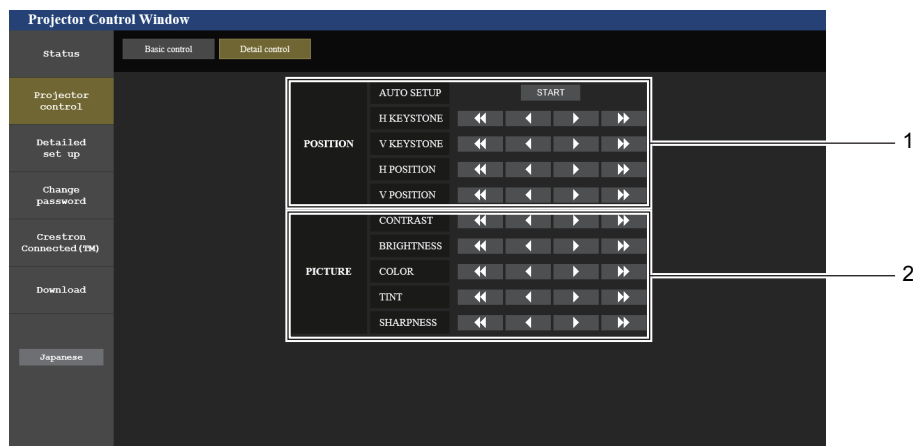 Projector Control Window
Status
Basic control
Detail control
Projector
control
Detailed
set up
Change
password
Crestron
Connected(TM)
Download
Japanese
POSITION
AUTO SETUP
START
H KEYSTONE
V KEYSTONE
H POSITION
V POSITION
1
PICTURE
CONTRAST
BRIGHTNESS
COLOR
TINT
SHARPNESS
2